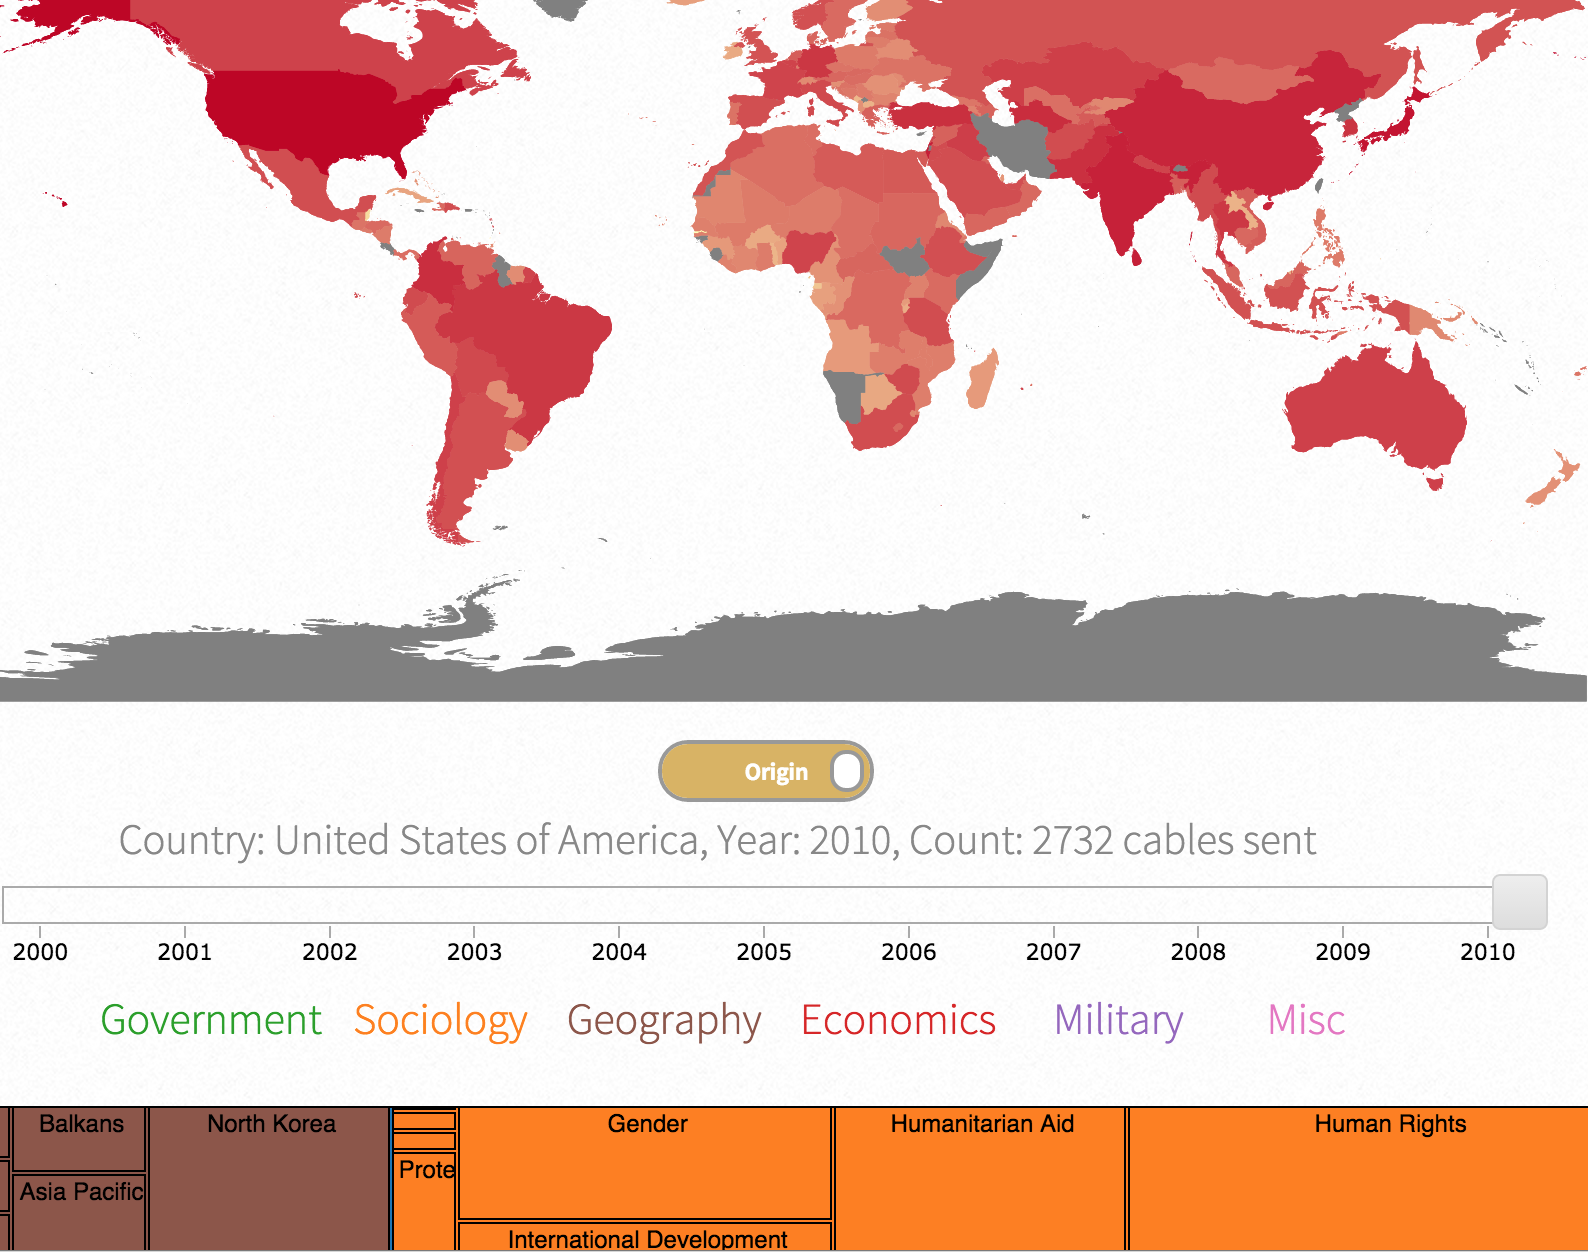 Origin
Country: United States of America, Year: 2010, Count: 2732 cables sent
2000 2001 2002 2003 2004 2005 2006 2007 2008 2009 2010
Government Sociology Geography Economics Military Misc
Balkans North Korea Gender Humanitarian Aid Human Rights
Prote
Asia Pacific
International Development